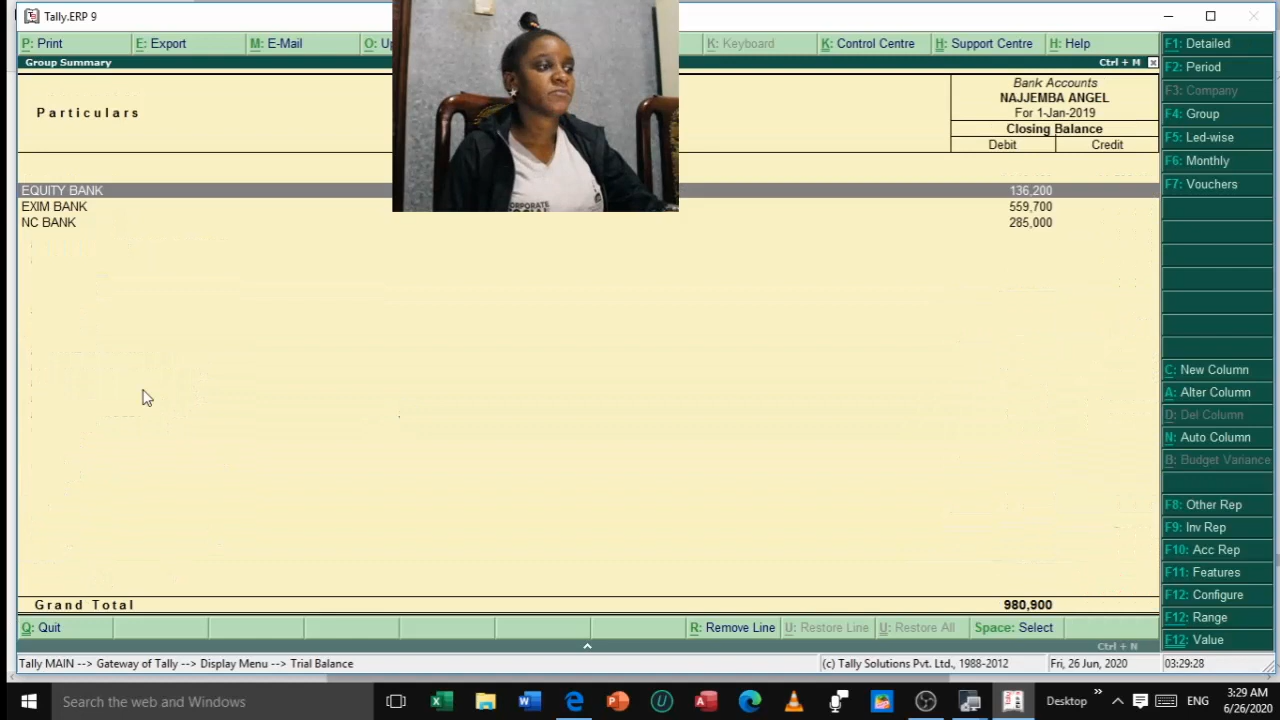 Tally.ERP 9
P: Print
E: Export
M: E-Mail
O:
K: Keyboard
K: Control Centre
H: Support Centre
H: Help
Group Summary
Ctrl + M
Particulars
Bank Accounts
NAJJEMBA ANGEL
For 1-Jan-2019
Closing Balance
Debit Credit
EQUITY BANK 136,200
EXIM BANK 559,700
NC BANK 285,000
Grand Total 980,900
F1: Detailed
F2: Period
F3: Company
F4: Group
F5: Led-wise
F6: Monthly
F7: Vouchers
C: New Column
A: Alter Column
D: Del Column
N: Auto Column
B: Budget Variance
F8: Other Rep
F9: Inv Rep
F10: Acc Rep
F11: Features
F12: Configure
F12: Range
F12: Value
Q: Quit
R: Remove Line
U: Restore Line
U: Restore All
Space: Select
Ctrl + N
Tally MAIN --> Gateway of Tally --> Display Menu --> Trial Balance
(c) Tally Solutions Pvt. Ltd., 1988-2012
Fri, 26 Jun, 2020
03:29:28
Search the web and Windows
Desktop
ENG
3:29 AM
6/26/2020